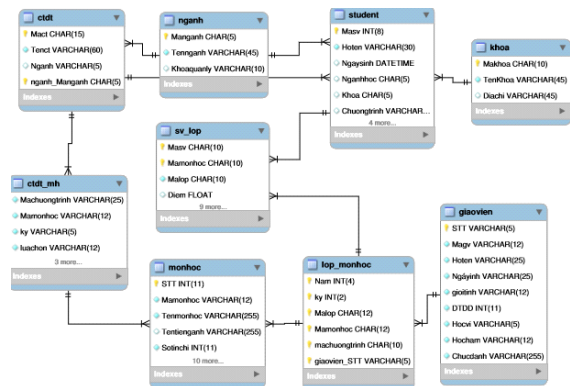 ctdt
Mact CHAR(15)
Tenct VARCHAR(60)
Nganh VARCHAR(5)
nganh_Manganh CHAR(5)
Indexes
nganh
Manganh CHAR(5)
Tennganh VARCHAR(45)
Khoaquanly VARCHAR(10)
Indexes
student
Masv INT(8)
Hoten VARCHAR(30)
Ngaysinh DATETIME
Nganhhoc CHAR(5)
Khoa CHAR(5)
Chuongtrinh VARCHAR...
4 more...
Indexes
khoa
Makhoa CHAR(10)
TenKhoa VARCHAR(45)
Diachi VARCHAR(45)
Indexes
sv_lop
Masv CHAR(10)
Mamonhoc CHAR(10)
Malop CHAR(10)
Diem FLOAT
9 more...
Indexes
ctdt_mh
Machuongtrinh VARCHAR(25)
Mamonhoc VARCHAR(12)
ky VARCHAR(5)
luachon VARCHAR(12)
3 more...
Indexes
monhoc
STT INT(11)
Mamonhoc VARCHAR(12)
Tenmonhoc VARCHAR(255)
Tentienganh VARCHAR(255)
Sotinchi INT(11)
10 more...
Indexes
lop_monhoc
Nam INT(4)
ky INT(2)
Malop CHAR(12)
Mamonhoc CHAR(12)
machuongtrinh CHAR(10)
giaovien_STT VARCHAR(5)
Indexes
giaovien
STT VARCHAR(5)
Magv VARCHAR(12)
Hoten VARCHAR(25)
Ngáyinh VARCHAR(25)
gioitinh VARCHAR(12)
DTDD INT(11)
Hocvi VARCHAR(5)
Hocham VARCHAR(12)
Chucdanh VARCHAR(255)
Indexes